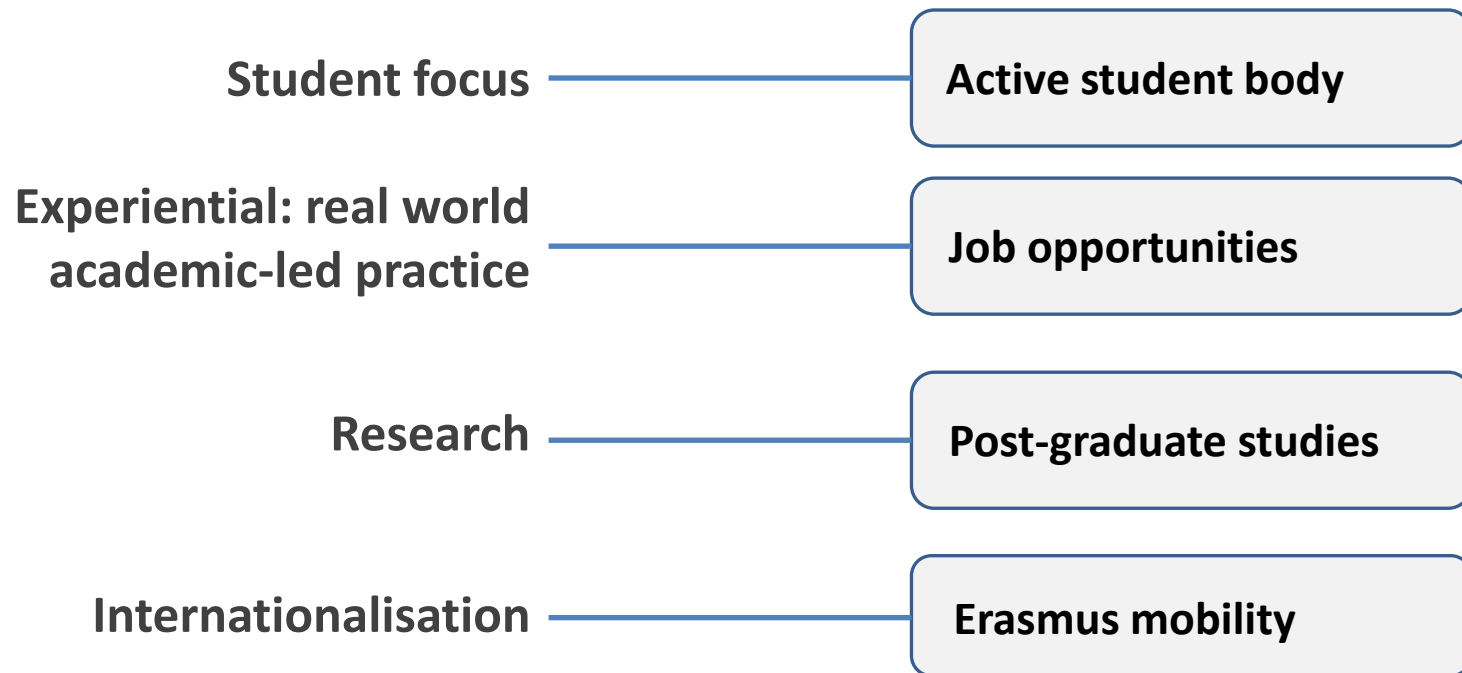 Student focus
Active student body
Experiential: real world
academic-led practice
Job opportunities
Research
Post-graduate studies
Internationalisation
Erasmus mobility